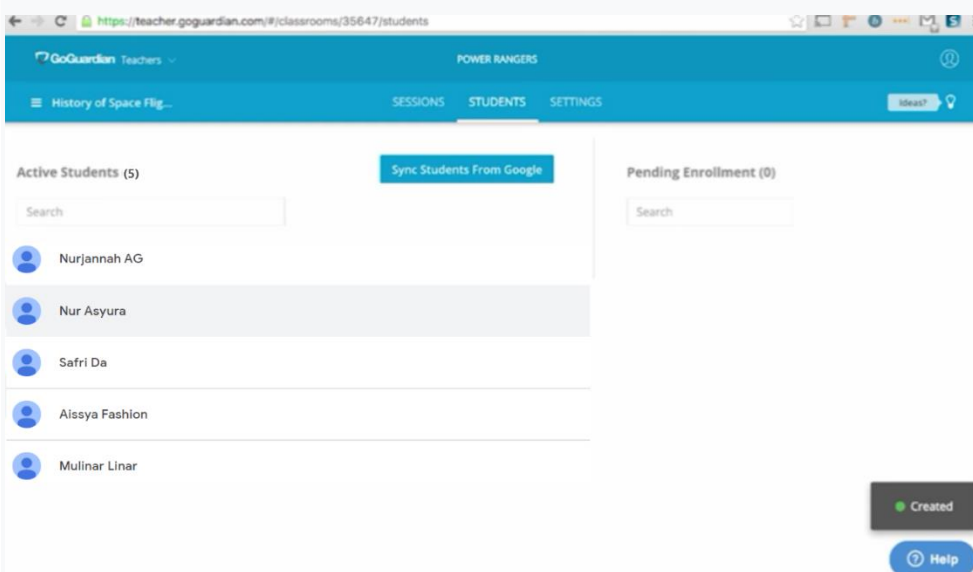 https://teacher.goguardian.com/#/classrooms/35647/students
GoGuardian Teachers
POWER RANGERS
History of Space Flig...
SESSIONS STUDENTS SETTINGS
Ideas?
Active Students (5)
Sync Students From Google
Pending Enrollment (0)
Search
Search
Nurjannah AG
Nur Asyura
Safri Da
Aissya Fashion
Mulinar Linar
Created
Help